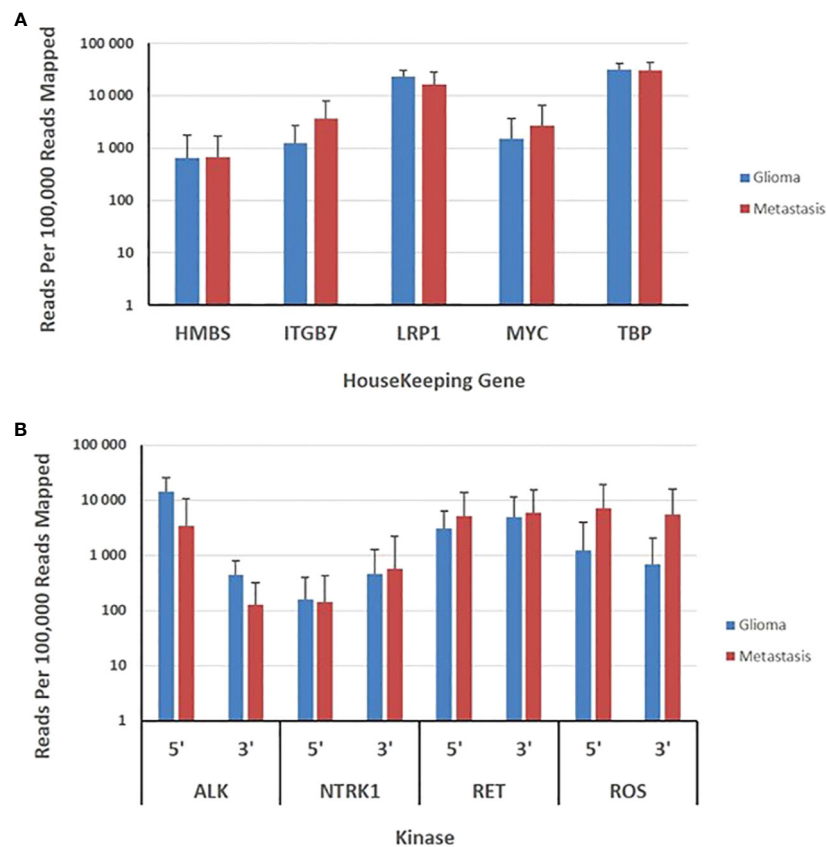 A
Reads Per 100,000 Reads Mapped
100 000
10 000
1 000
100
10
1
HMBS ITGB7 LRP1 MYC TBP
HouseKeeping Gene
Glioma
Metastasis
B
Reads Per 100,000 Reads Mapped
100 000
10 000
1 000
100
10
1
5' 3' 5' 3' 5' 3' 5' 3'
ALK NTRK1 RET ROS
Kinase
Glioma
Metastasis